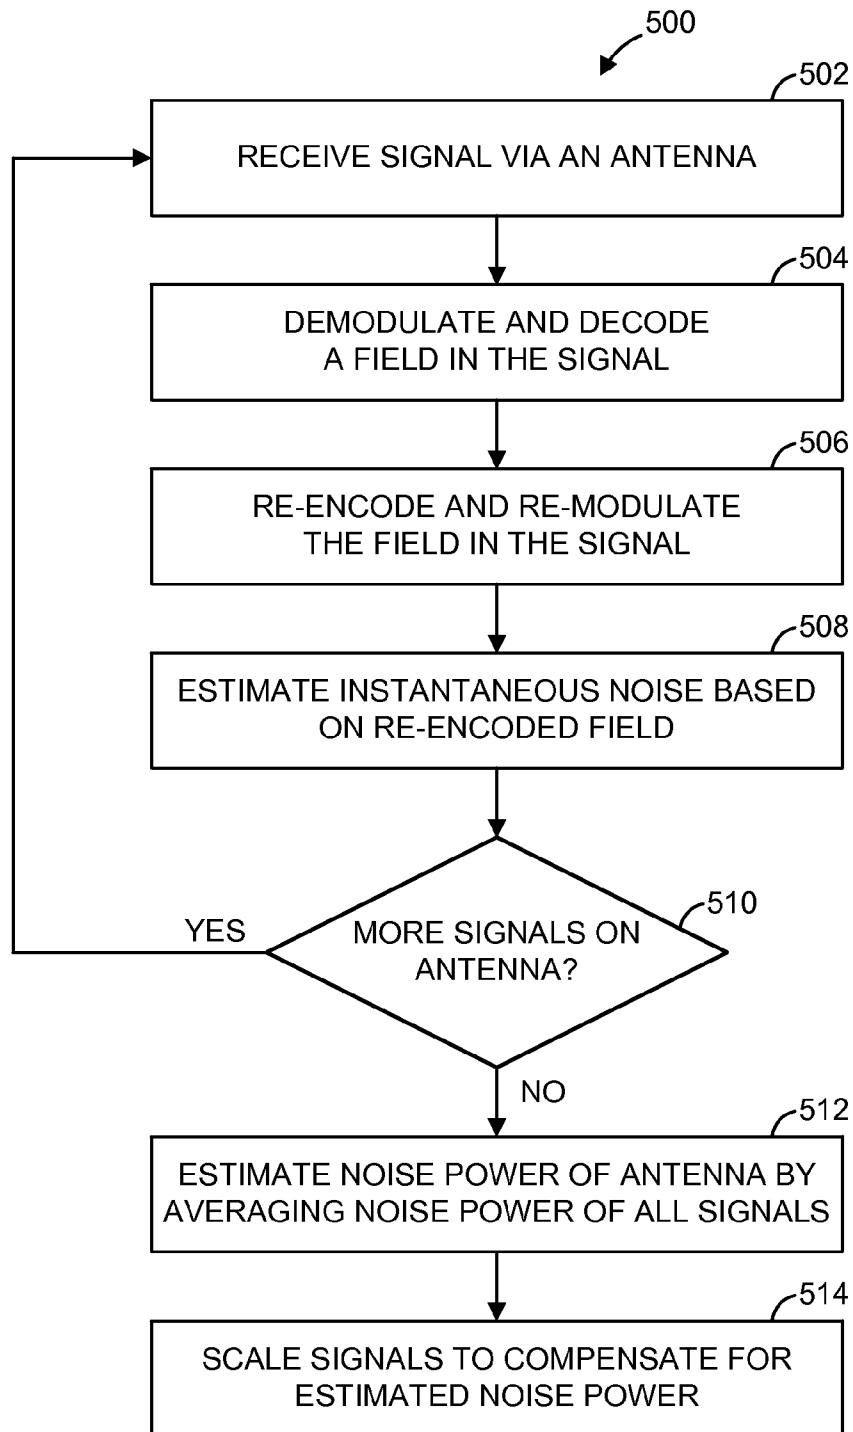 500
502
RECEIVE SIGNAL VIA AN ANTENNA
504
DEMODULATE AND DECODE
A FIELD IN THE SIGNAL
506
RE-ENCODE AND RE-MODULATE
THE FIELD IN THE SIGNAL
508
ESTIMATE INSTANTANEOUS NOISE BASED
ON RE-ENCODED FIELD
510
YES
MORE SIGNALS ON
ANTENNA?
NO
512
ESTIMATE NOISE POWER OF ANTENNA BY
AVERAGING NOISE POWER OF ALL SIGNALS
514
SCALE SIGNALS TO COMPENSATE FOR
ESTIMATED NOISE POWER